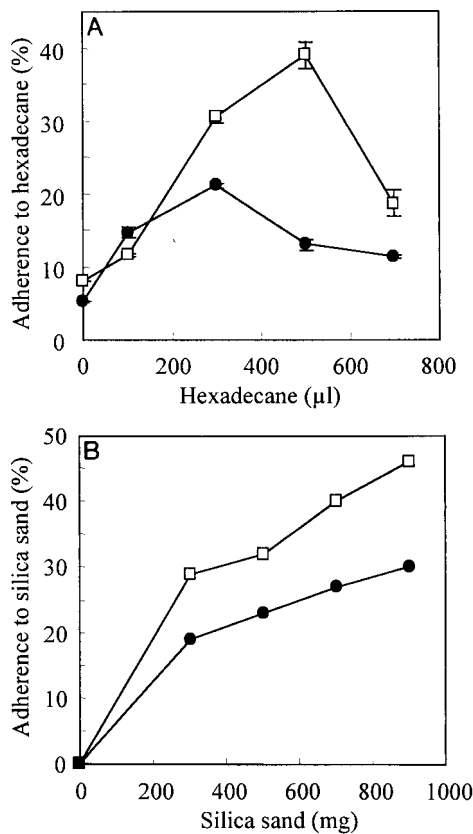 A
Adherence to hexadecane (%)
40
30
20
10
0
0 200 400 600 800
Hexadecane (µl)
B
Adherence to silica sand (%)
50
40
30
20
10
0
0 200 400 600 800 1000
Silica sand (mg)